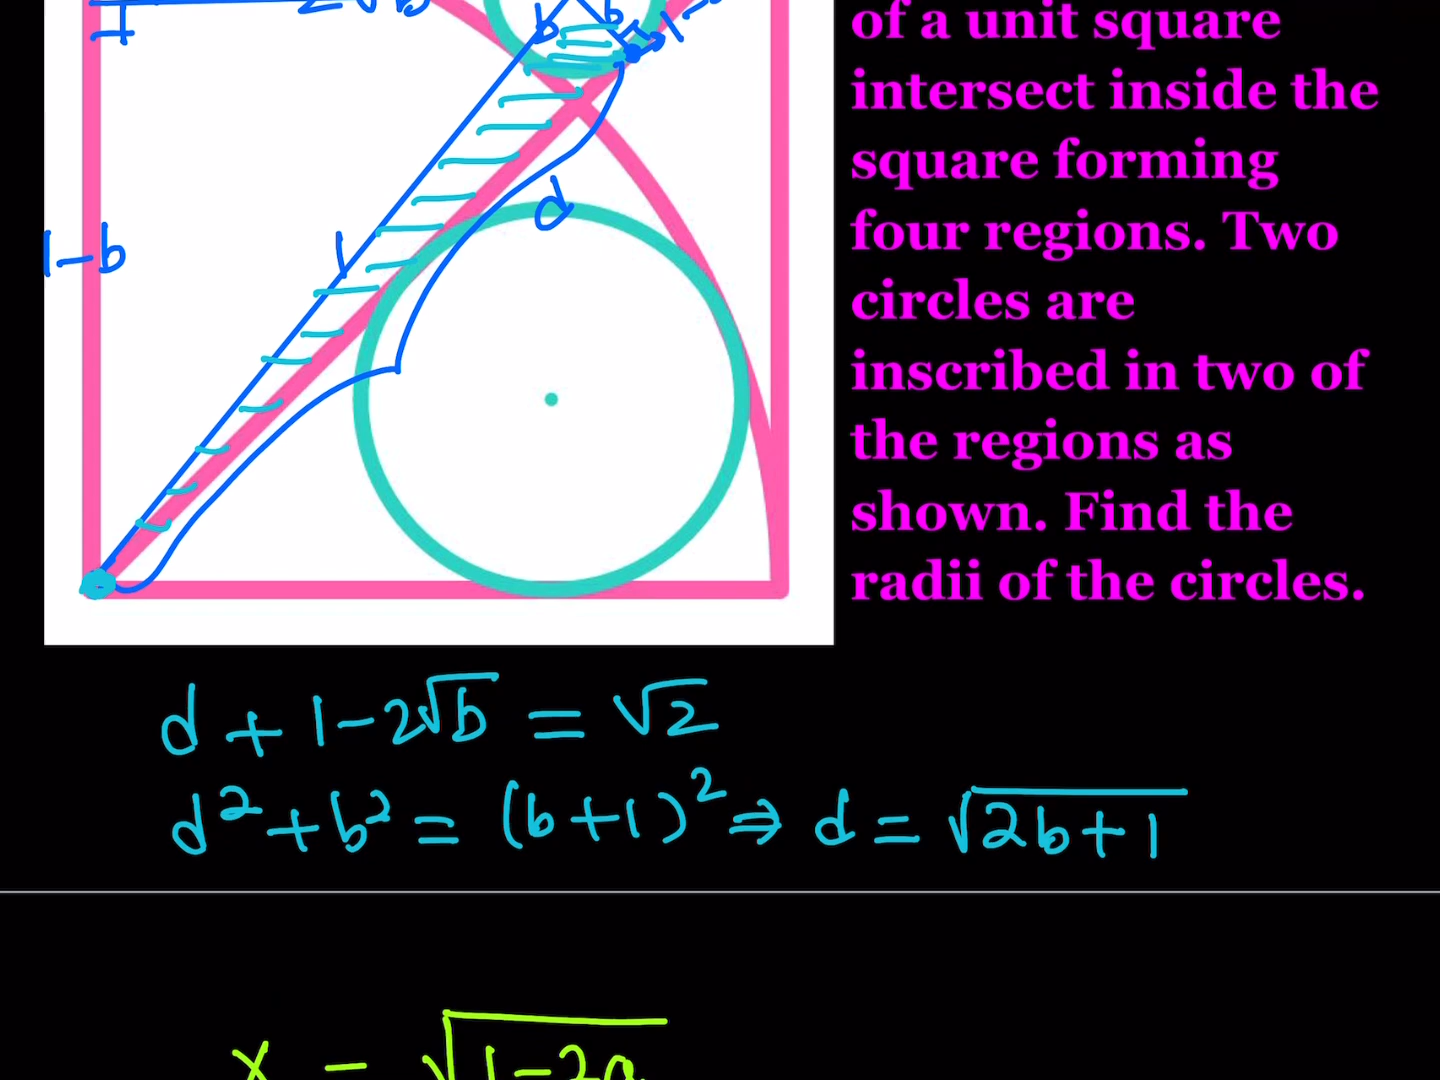 of a unit square
intersect inside the
square forming
four regions. Two
circles are
inscribed in two of
the regions as
shown. Find the
radii of the circles.
b
b
1
d
1-b
d + 1-2√b = √2
d²+b² = (b+1)² ⇒ d = √2b+1
x = √1-2a